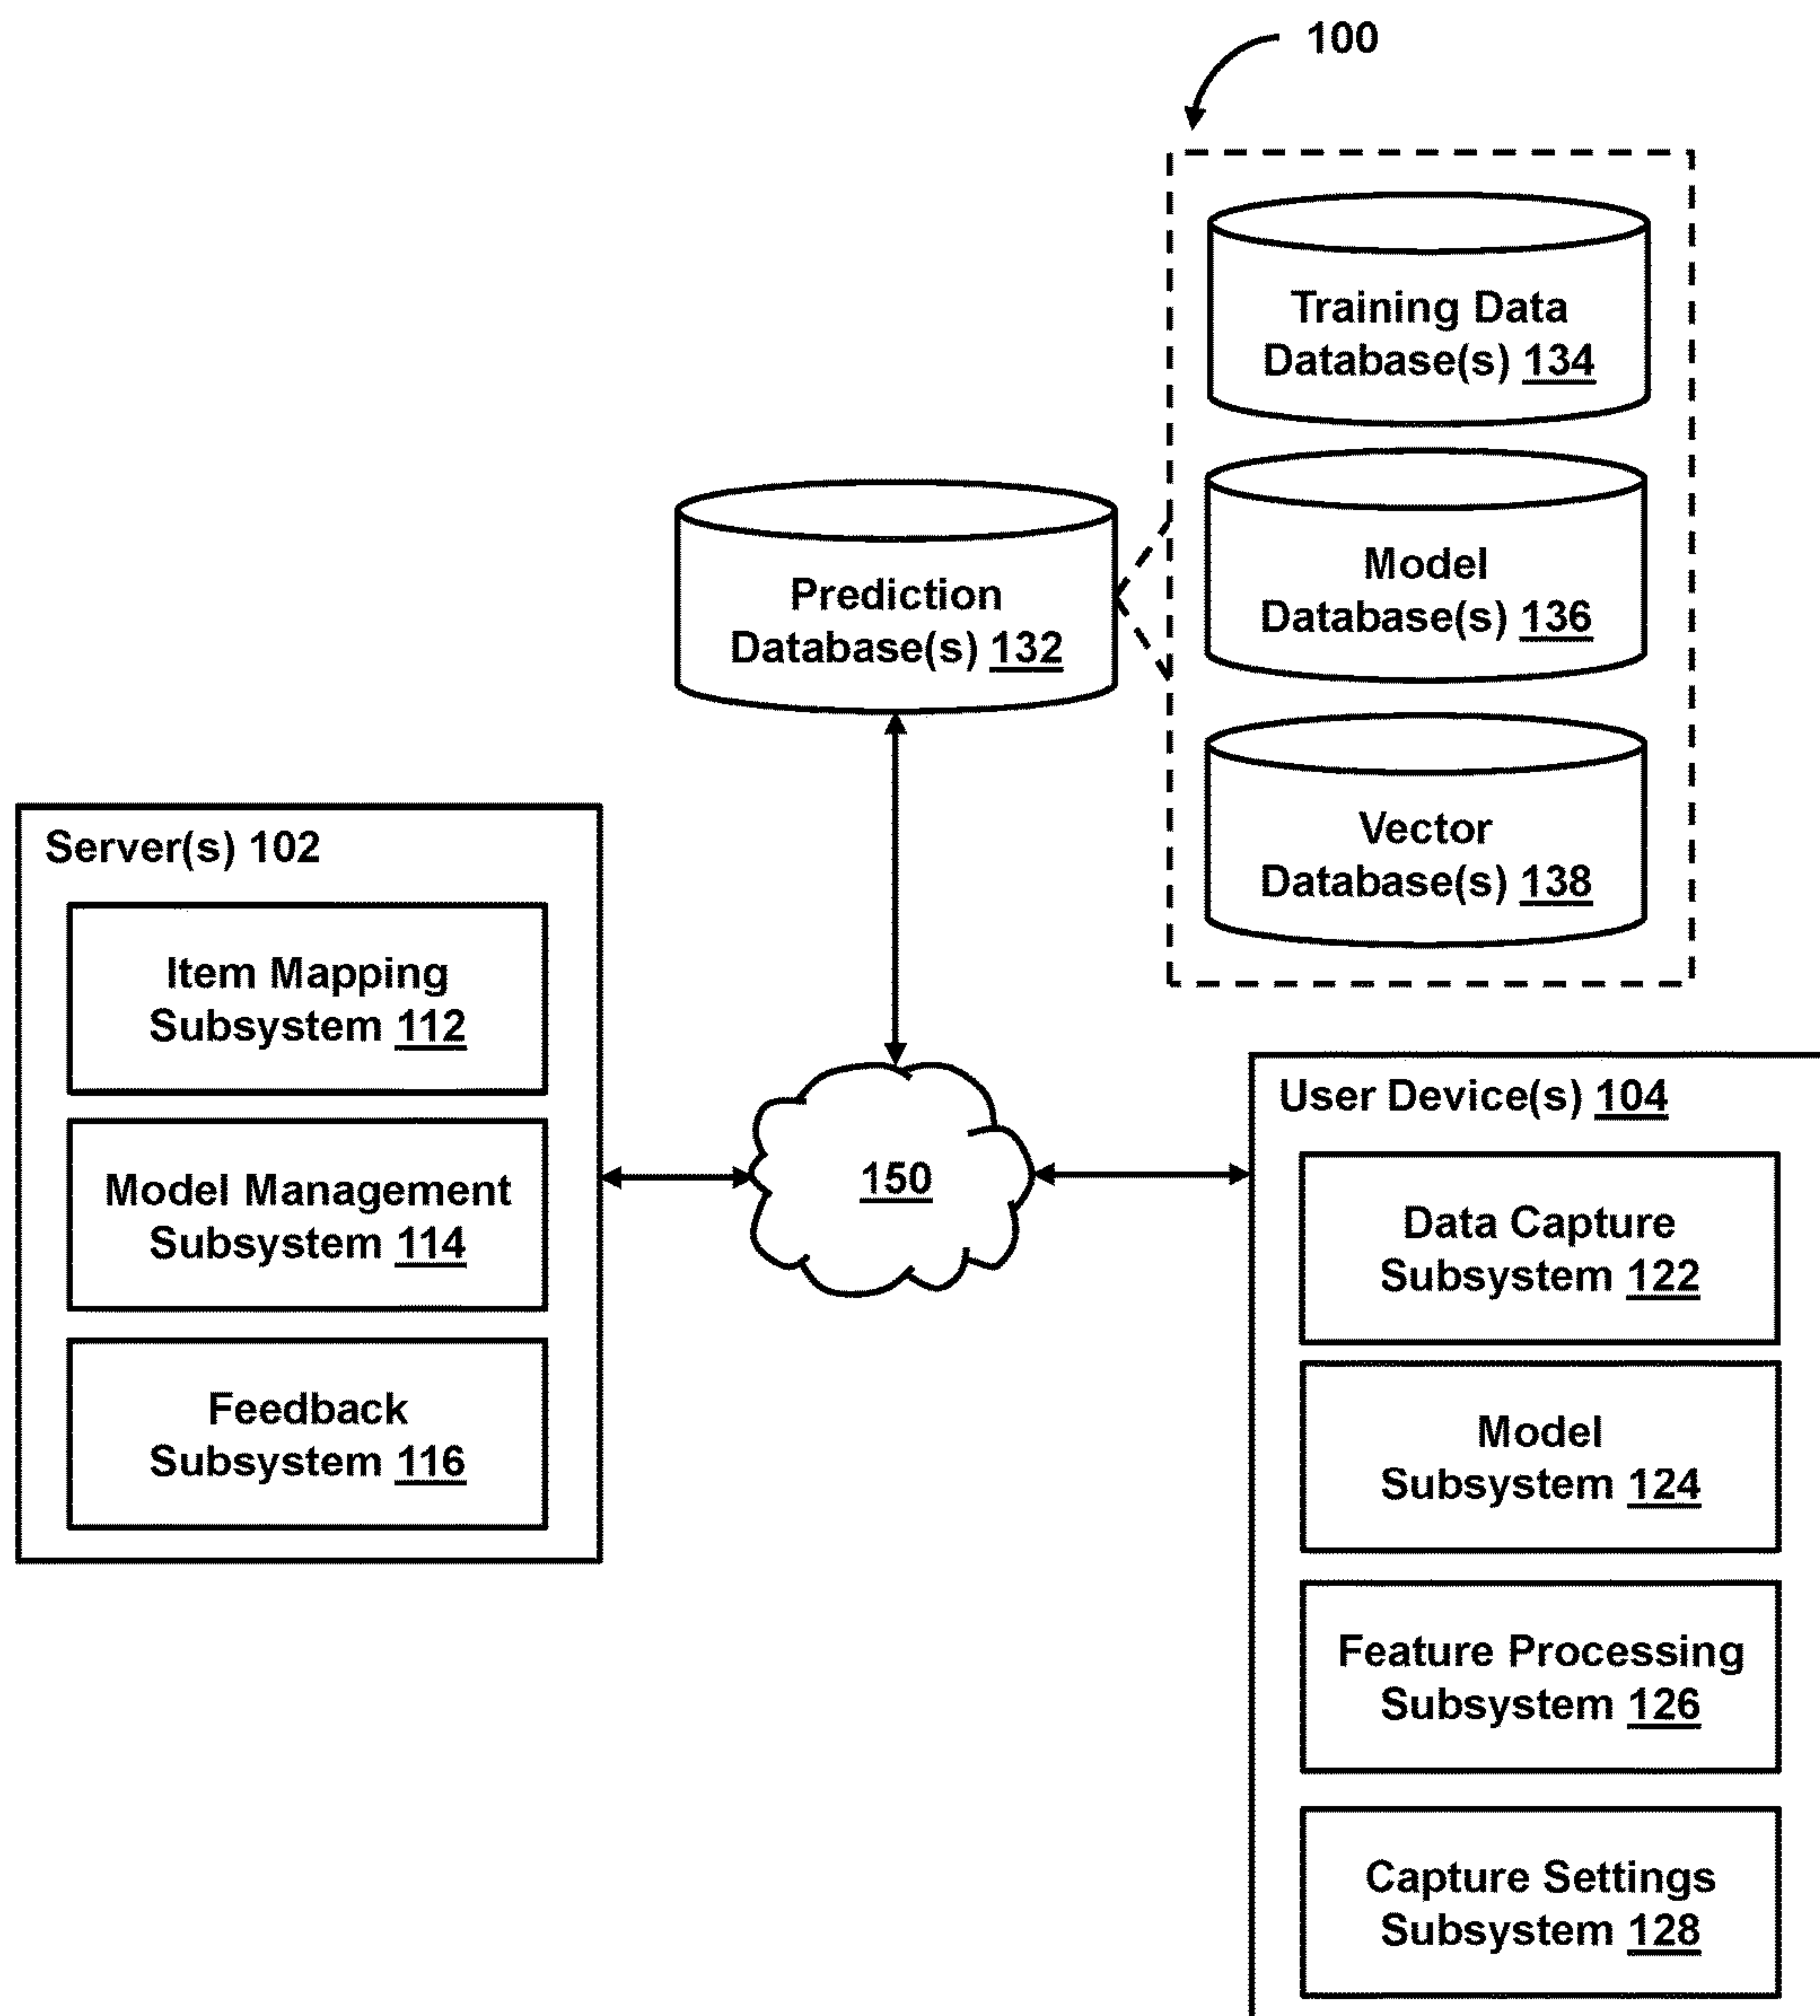 100
Training Data
Database(s) 134
Model
Database(s) 136
Vector
Database(s) 138
Prediction
Database(s) 132
Server(s) 102
Item Mapping
Subsystem 112
Model Management
Subsystem 114
Feedback
Subsystem 116
150
User Device(s) 104
Data Capture
Subsystem 122
Model
Subsystem 124
Feature Processing
Subsystem 126
Capture Settings
Subsystem 128